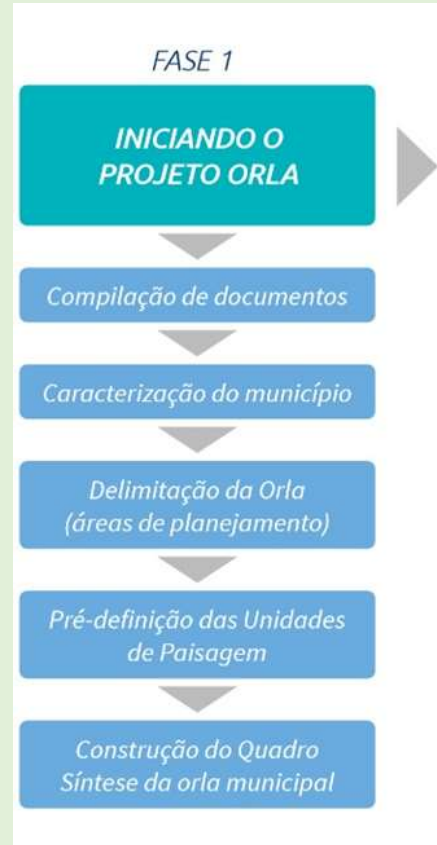 FASE 1
INICIANDO O
PROJETO ORLA
Compilação de documentos
Caracterização do município
Delimitação da Orla
(áreas de planejamento)
Pré-definição das Unidades
de Paisagem
Construção do Quadro
Síntese da orla municipal